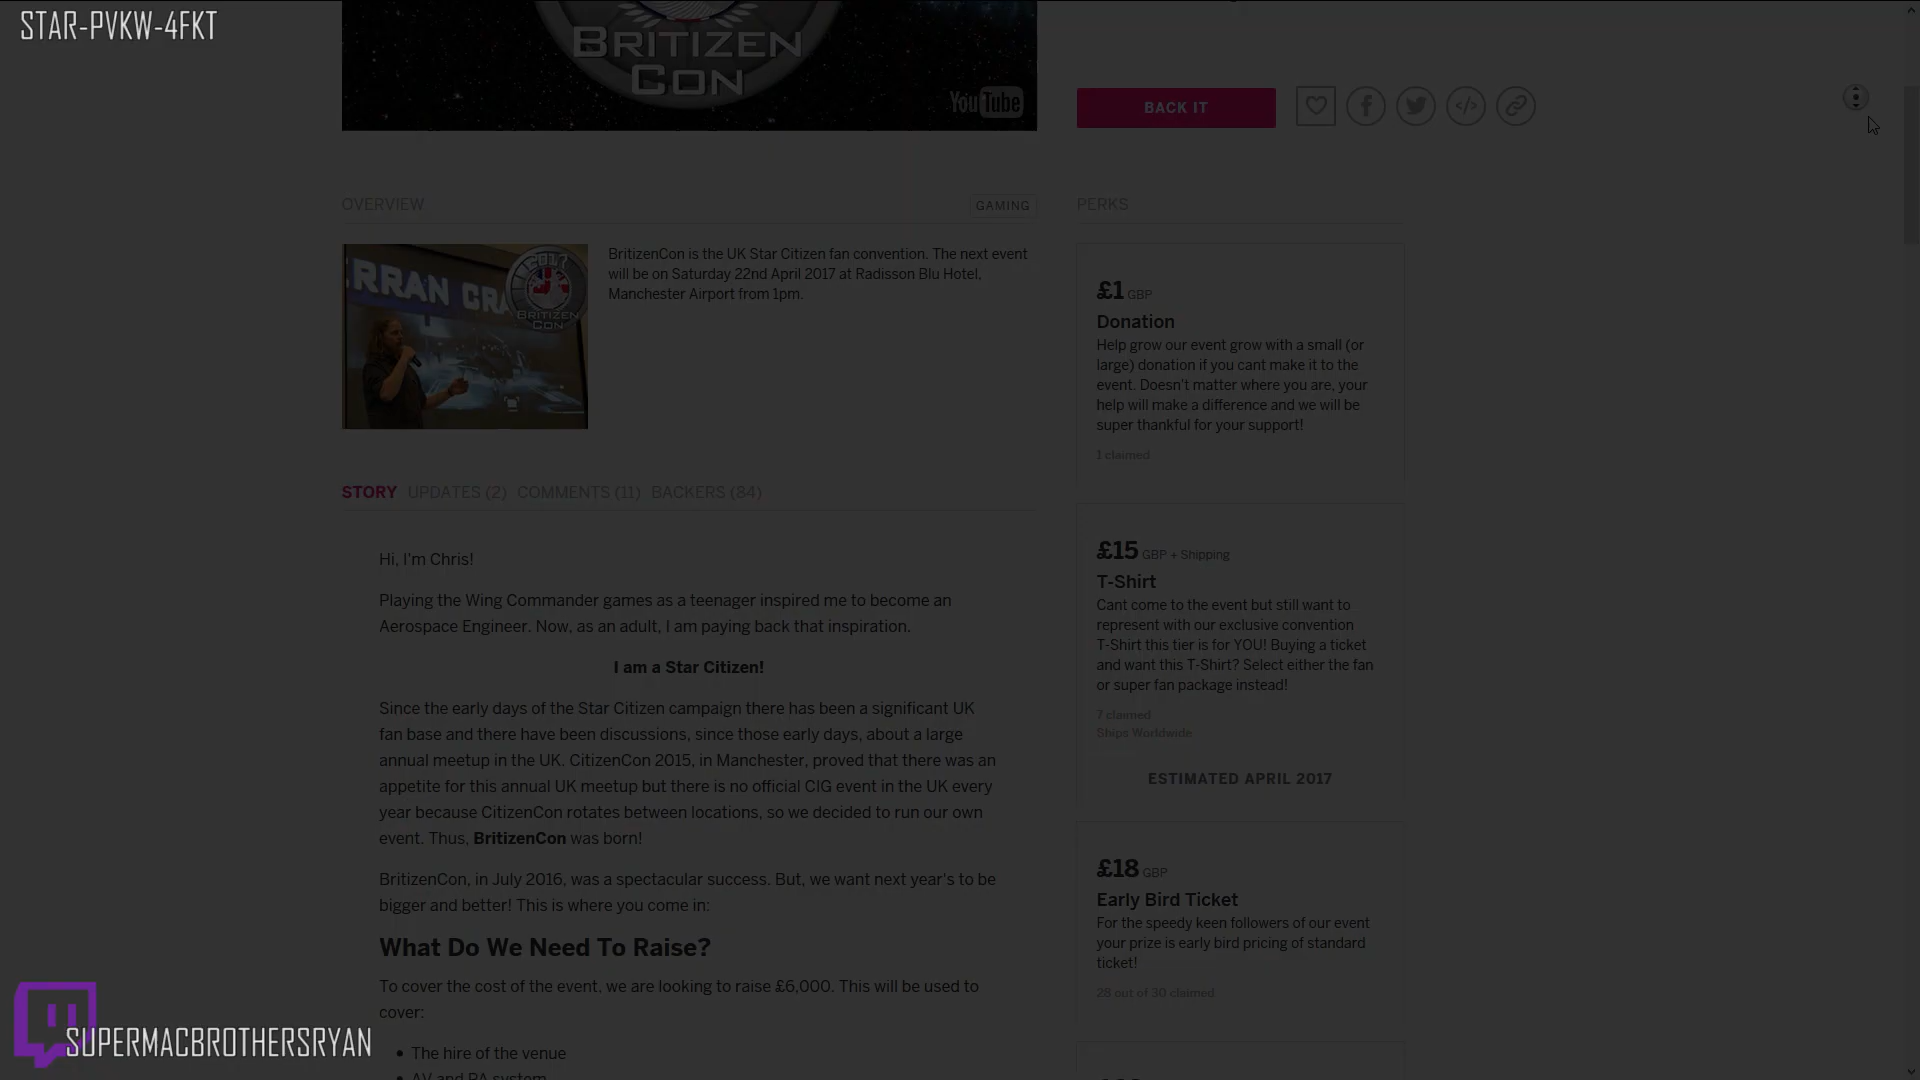 STAR-PVKW-4FKT
BRITIZEN
CON
YouTube
BACK IT
OVERVIEW
GAMING
BritizenCon is the UK Star Citizen fan convention. The next event
will be on Saturday 22nd April 2017 at Radisson Blu Hotel,
Manchester Airport from 1pm.
RRAN CRA
2017
BRITIZEN
CON
STORY UPDATES (2) COMMENTS (11) BACKERS (84)
Hi, I'm Chris!
Playing the Wing Commander games as a teenager inspired me to become an
Aerospace Engineer. Now, as an adult, I am paying back that inspiration.
I am a Star Citizen!
Since the early days of the Star Citizen campaign there has been a significant UK
fan base and there have been discussions, since those early days, about a large
annual meetup in the UK. CitizenCon 2015, in Manchester, proved that there was an
appetite for this annual UK meetup but there is no official CIG event in the UK every
year because CitizenCon rotates between locations, so we decided to run our own
event. Thus, BritizenCon was born!
BritizenCon, in July 2016, was a spectacular success. But, we want next year's to be
bigger and better! This is where you come in:
What Do We Need To Raise?
To cover the cost of the event, we are looking to raise £6,000. This will be used to
cover:
• The hire of the venue
• AV and PA system
PERKS
£1 GBP
Donation
Help grow our event grow with a small (or
large) donation if you cant make it to the
event. Doesn't matter where you are, your
help will make a difference and we will be
super thankful for your support!
1 claimed
£15 GBP + Shipping
T-Shirt
Cant come to the event but still want to
represent with our exclusive convention
T-Shirt this tier is for YOU! Buying a ticket
and want this T-Shirt? Select either the fan
or super fan package instead!
7 claimed
Ships Worldwide
ESTIMATED APRIL 2017
£18 GBP
Early Bird Ticket
For the speedy keen followers of our event
your prize is early bird pricing of standard
ticket!
28 out of 30 claimed
SUPERMACBROTHERSRYAN